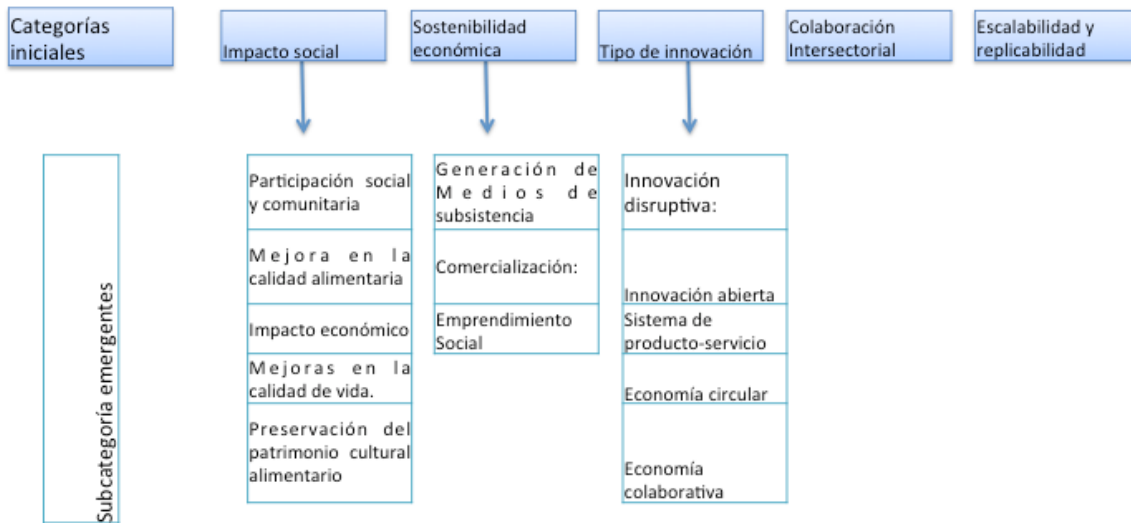 Categorías
iniciales
Impacto social
Sostenibilidad
económica
Tipo de innovación
Colaboración
Intersectorial
Escalabilidad y
replicabilidad
Subcategoría emergentes
Participación social
y comunitaria
Mejora en la
calidad alimentaria
Impacto económico
Mejoras en la
calidad de vida.
Preservación del
patrimonio cultural
alimentario
Generación de
Medios de
subsistencia
Comercialización:
Emprendimiento
Social
Innovación
disruptiva:
Innovación abierta
Sistema de
producto-servicio
Economía circular
Economía
colaborativa